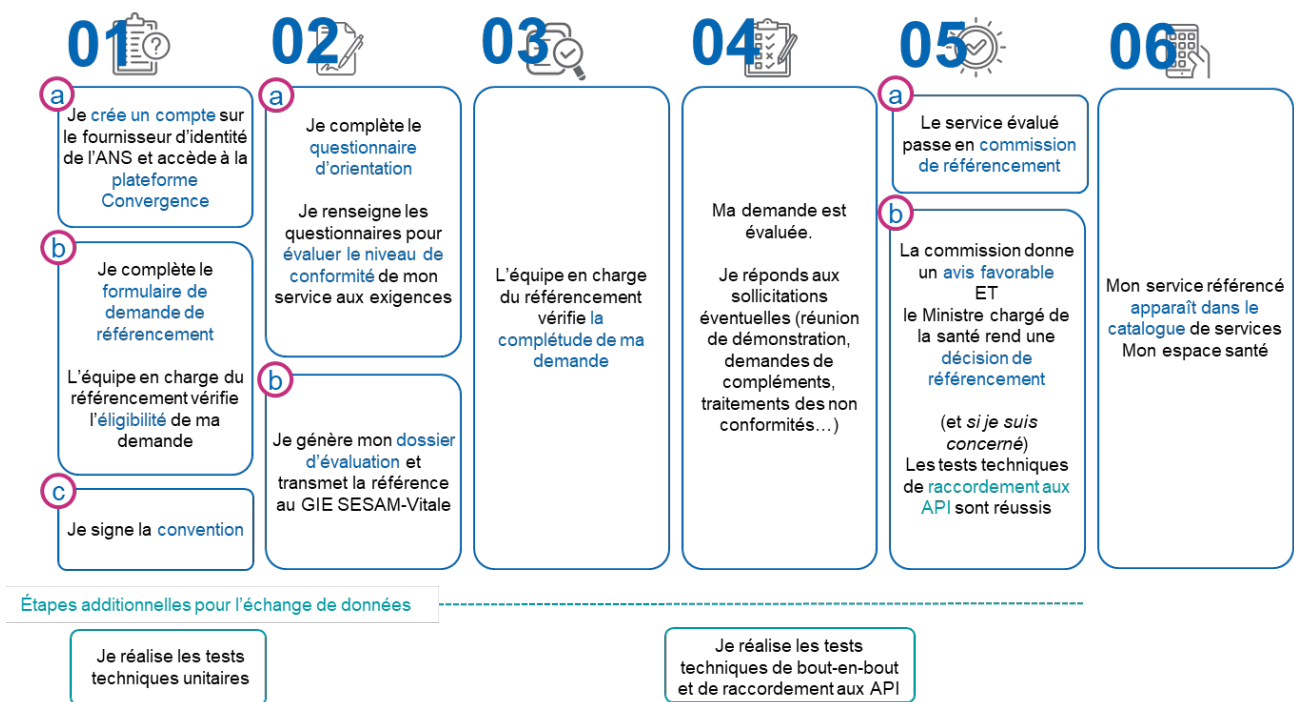 01
a
Je crée un compte sur
le fournisseur d'identité
de l'ANS et accède à la
plateforme
Convergence
b
Je complète le
formulaire de
demande de
référencement
L'équipe en charge du
référencement vérifie
l'éligibilité de ma
demande
c
Je signe la convention
02
a
Je complète le
questionnaire
d'orientation
Je renseigne les
questionnaires pour
évaluer le niveau de
conformité de mon
service aux exigences
b
Je génère mon dossier
d'évaluation et
transmet la référence
au GIE SESAM-Vitale
03
L'équipe en charge
du référencement
vérifie la
complétude de ma
demande
04
Ma demande est
évaluée.
Je réponds aux
sollicitations
éventuelles (réunion
de démonstration,
demandes de
compléments,
traitements des non
conformités…)
05
a
Le service évalué
passe en commission
de référencement
b
La commission donne
un avis favorable
ET
le Ministre chargé de
la santé rend une
décision de
référencement
(et si je suis
concerné)
Les tests techniques
de raccordement aux
API sont réussis
06
Mon service référencé
apparaît dans le
catalogue de services
Mon espace santé
Étapes additionnelles pour l'échange de données
Je réalise les tests
techniques unitaires
Je réalise les tests
techniques de bout-en-bout
et de raccordement aux API